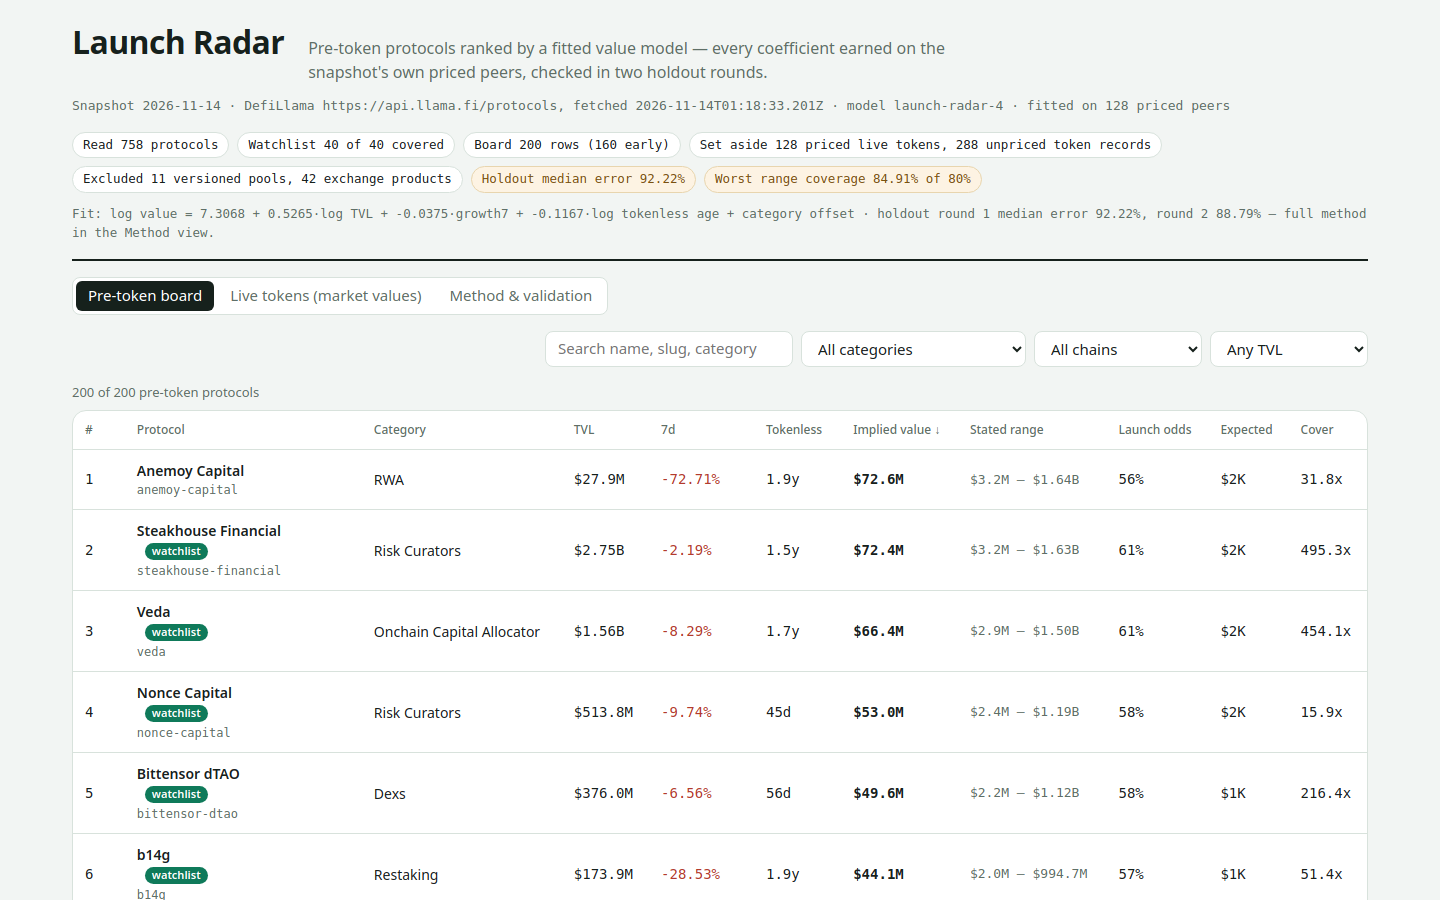 Launch Radar
Pre-token protocols ranked by a fitted value model — every coefficient earned on the
snapshot's own priced peers, checked in two holdout rounds.
Snapshot 2026-11-14 · DefiLlama https://api.llama.fi/protocols, fetched 2026-11-14T01:18:33.201Z · model launch-radar-4 · fitted on 128 priced peers
Read 758 protocols Watchlist 40 of 40 covered Board 200 rows (160 early) Set aside 128 priced live tokens, 288 unpriced token records
Excluded 11 versioned pools, 42 exchange products Holdout median error 92.22% Worst range coverage 84.91% of 80%
Fit: log value = 7.3068 + 0.5265·log TVL + -0.0375·growth7 + -0.1167·log tokenless age + category offset · holdout round 1 median error 92.22%, round 2 88.79% — full method
in the Method view.
Pre-token board Live tokens (market values) Method & validation
Search name, slug, category All categories All chains Any TVL
200 of 200 pre-token protocols
# Protocol Category TVL 7d Tokenless Implied value ↓ Stated range Launch odds Expected Cover
1 Anemoy Capital RWA $27.9M -72.71% 1.9y $72.6M $3.2M — $1.64B 56% $2K 31.8x
anemoy-capital
Steakhouse Financial
2 watchlist Risk Curators $2.75B -2.19% 1.5y $72.4M $3.2M — $1.63B 61% $2K 495.3x
steakhouse-financial
Veda
3 watchlist Onchain Capital Allocator $1.56B -8.29% 1.7y $66.4M $2.9M — $1.50B 61% $2K 454.1x
veda
Nonce Capital
4 watchlist Risk Curators $513.8M -9.74% 45d $53.0M $2.4M — $1.19B 58% $2K 15.9x
nonce-capital
Bittensor dTAO
5 watchlist Dexs $376.0M -6.56% 56d $49.6M $2.2M — $1.12B 58% $1K 216.4x
bittensor-dtao
b14g
6 watchlist Restaking $173.9M -28.53% 1.9y $44.1M $2.0M — $994.7M 57% $1K 51.4x
b14g